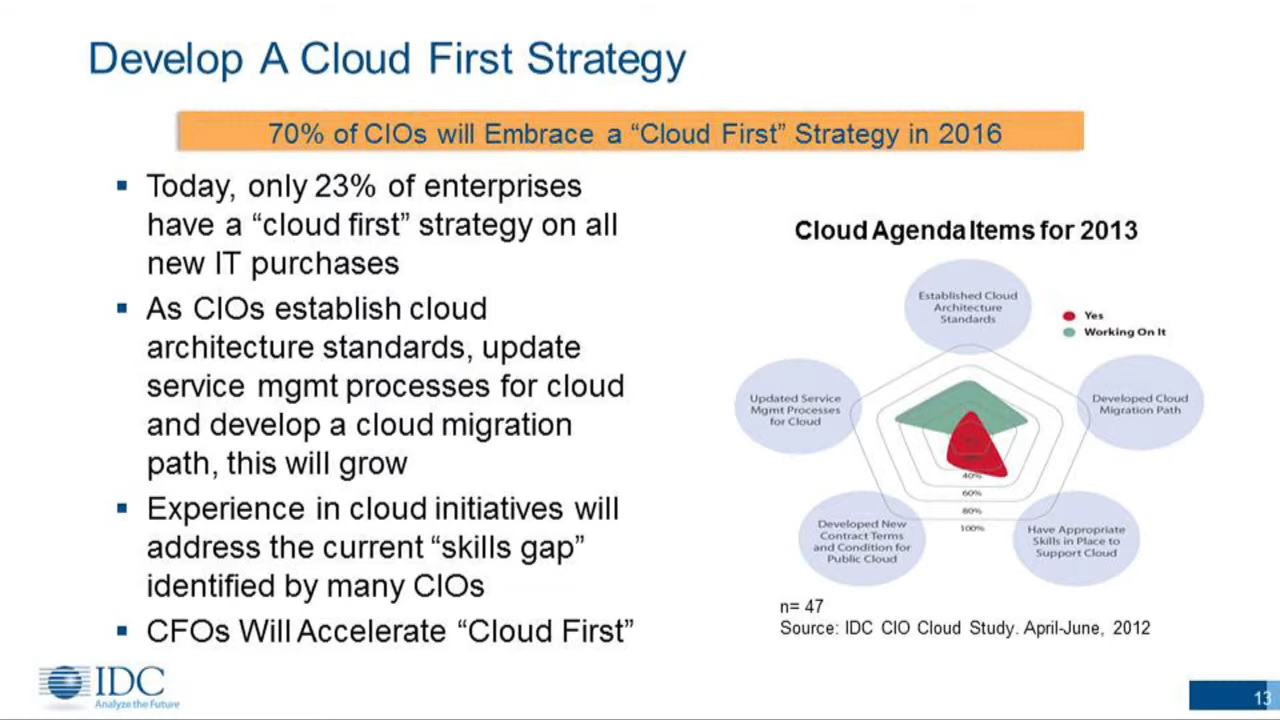 Develop A Cloud First Strategy
70% of CIOs will Embrace a “Cloud First” Strategy in 2016
▪ Today, only 23% of enterprises
have a “cloud first” strategy on all
new IT purchases
▪ As CIOs establish cloud
architecture standards, update
service mgmt processes for cloud
and develop a cloud migration
path, this will grow
▪ Experience in cloud initiatives will
address the current “skills gap”
identified by many CIOs
▪ CFOs Will Accelerate “Cloud First”
Cloud Agenda Items for 2013
Established Cloud
Architecture
Standards
Yes
Working On It
Updated Service
Mgmt Processes
for Cloud
Developed Cloud
Migration Path
40%
60%
80%
100%
Developed New
Contract Terms
and Condition for
Public Cloud
Have Appropriate
Skills in Place to
Support Cloud
n= 47
Source: IDC CIO Cloud Study. April-June, 2012
IDC
Analyze the Future
13